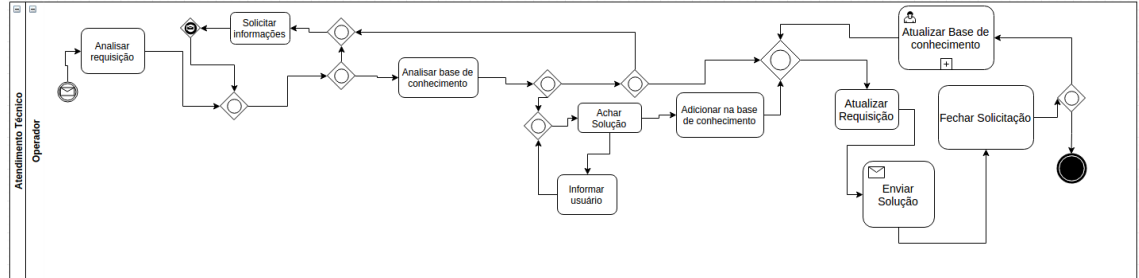 Atendimento Técnico
Operador
Analisar
requisição
Solicitar
informações
Analisar base de
conhecimento
Achar
Solução
Informar
usuário
Adicionar na base
de conhecimento
Atualizar
Requisição
Enviar
Solução
Atualizar Base de
conhecimento
Fechar Solicitação